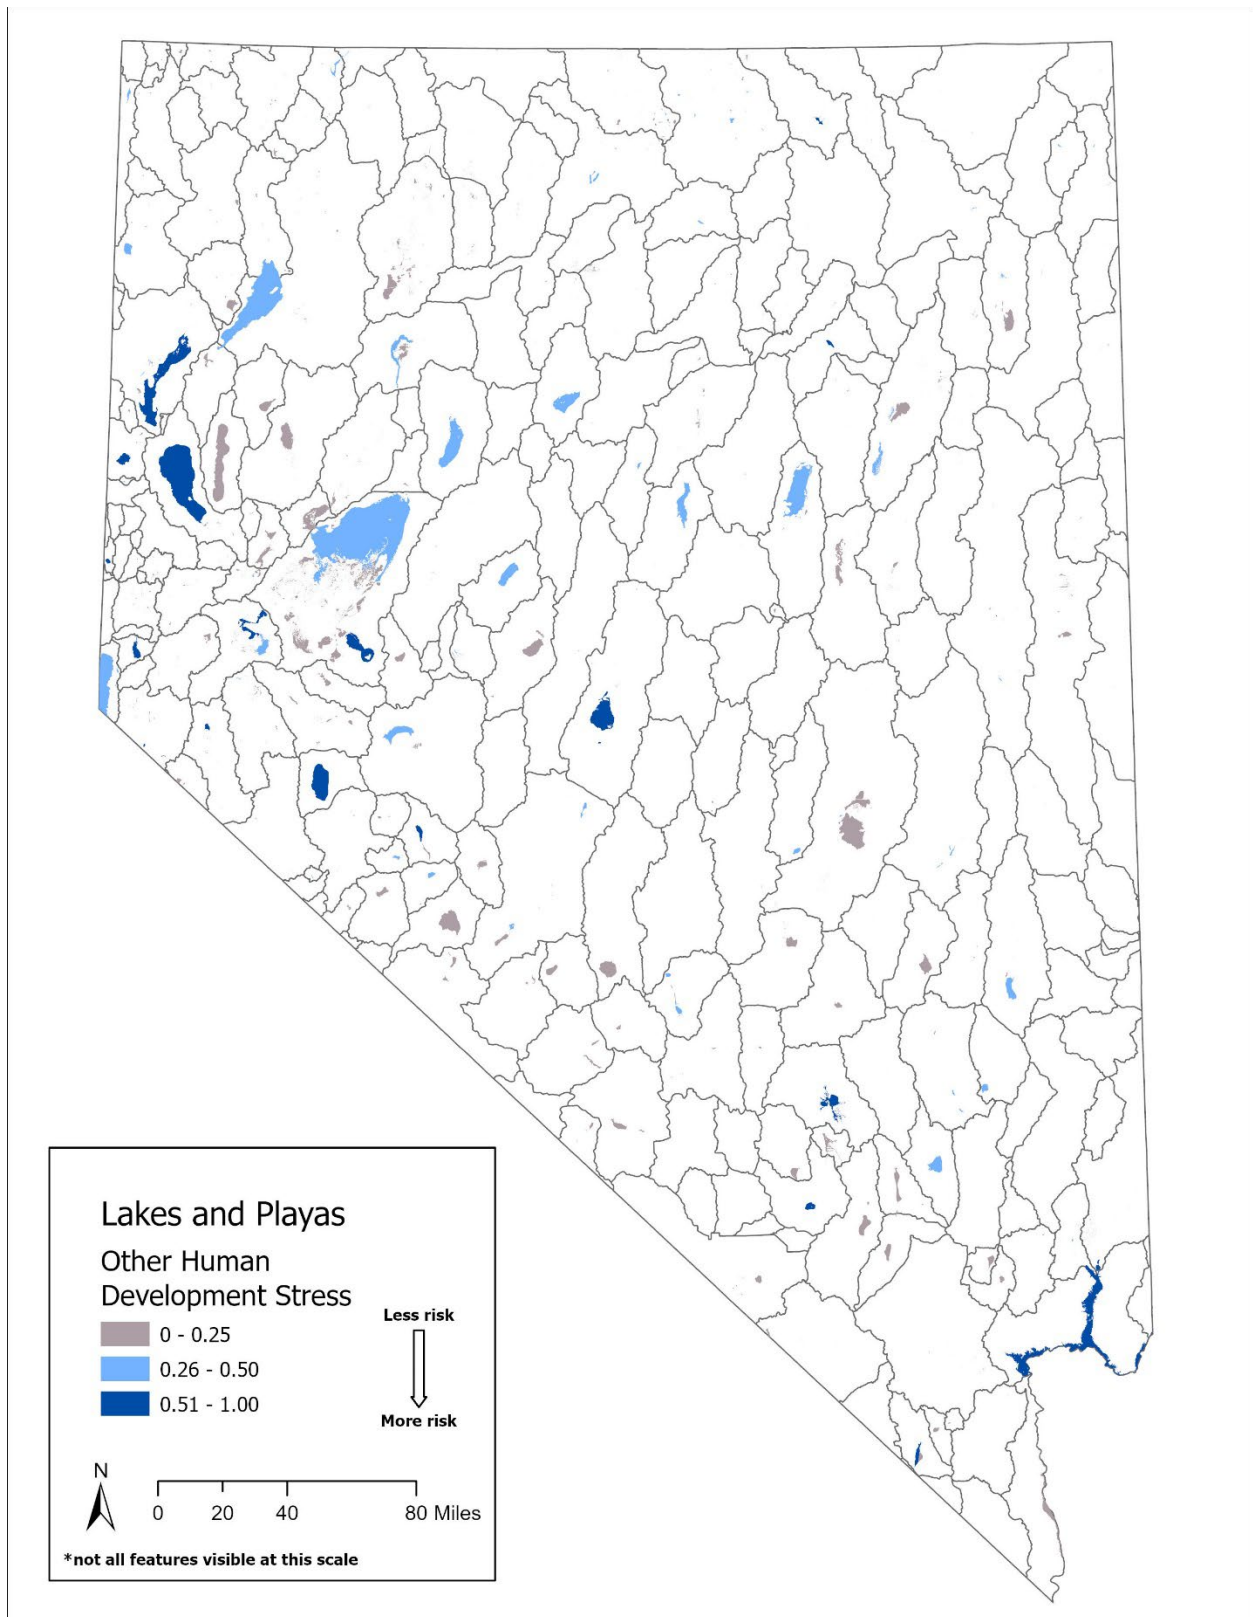 Lakes and Playas
Other Human
Development Stress
0 - 0.25
0.26 - 0.50
0.51 - 1.00
Less risk
More risk
N
0 20 40 80 Miles
*not all features visible at this scale